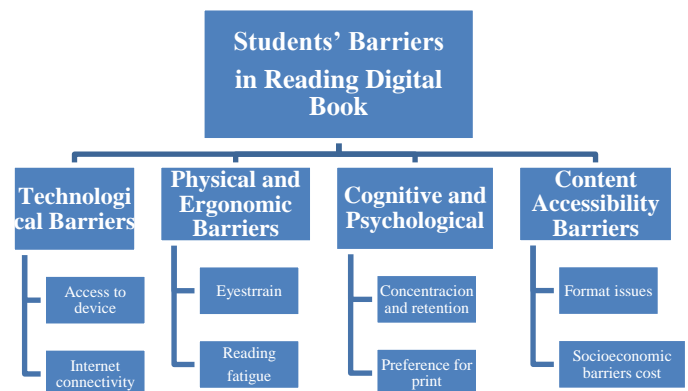 Students' Barriers
in Reading Digital
Book
Technologi
cal Barriers
Physical and
Ergonomic
Barriers
Cognitive and
Psychological
Content
Accessibility
Barriers
Access to
device
Eyestrrain
Concentracion
and retention
Format issues
Internet
connectivity
Reading
fatigue
Preference for
print
Socioeconomic
barriers cost